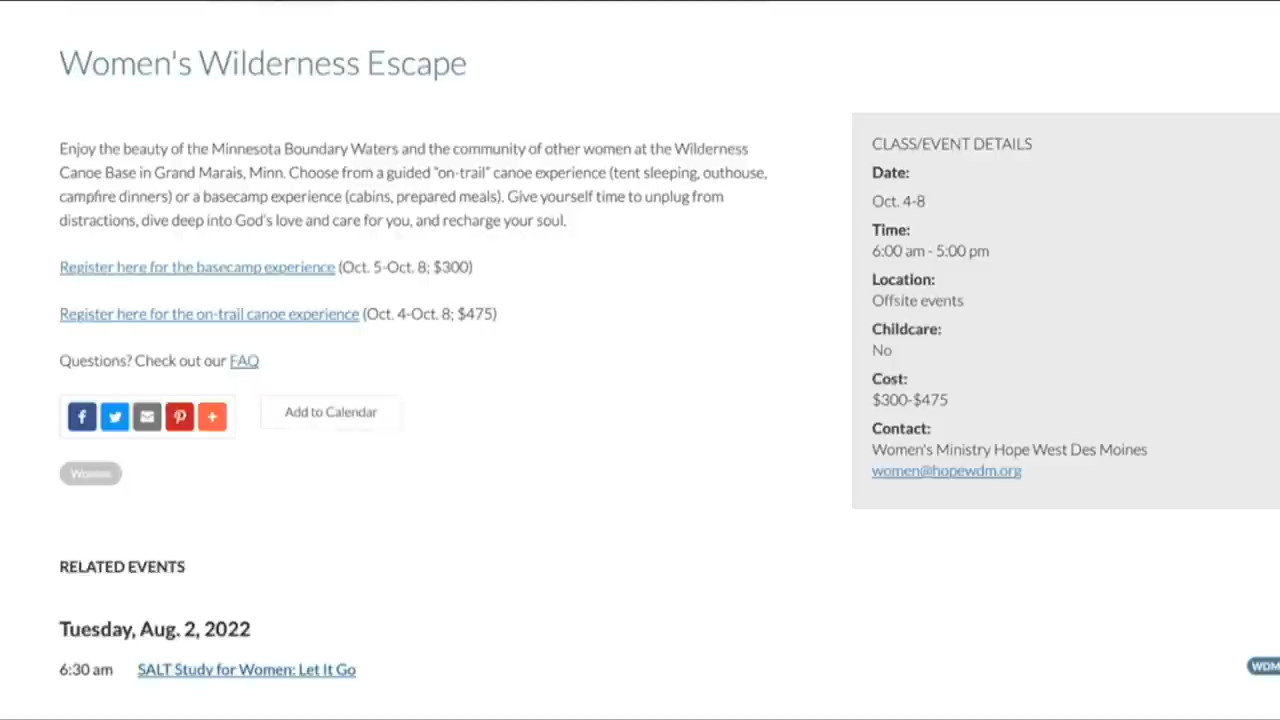 Women's Wilderness Escape
Enjoy the beauty of the Minnesota Boundary Waters and the community of other women at the Wilderness
Canoe Base in Grand Marais, Minn. Choose from a guided "on-trail" canoe experience (tent sleeping, outhouse,
campfire dinners) or a basecamp experience (cabins, prepared meals). Give yourself time to unplug from
distractions, dive deep into God's love and care for you, and recharge your soul.
Register here for the basecamp experience (Oct. 5-Oct. 8; $300)
Register here for the on-trail canoe experience (Oct. 4-Oct. 8; $475)
Questions? Check out our FAQ
Add to Calendar
Women
CLASS/EVENT DETAILS
Date:
Oct. 4-8
Time:
6:00 am - 5:00 pm
Location:
Offsite events
Childcare:
No
Cost:
$300-$475
Contact:
Women's Ministry Hope West Des Moines
women@hopewdm.org
RELATED EVENTS
Tuesday, Aug. 2, 2022
6:30 am SALT Study for Women: Let It Go
WDM